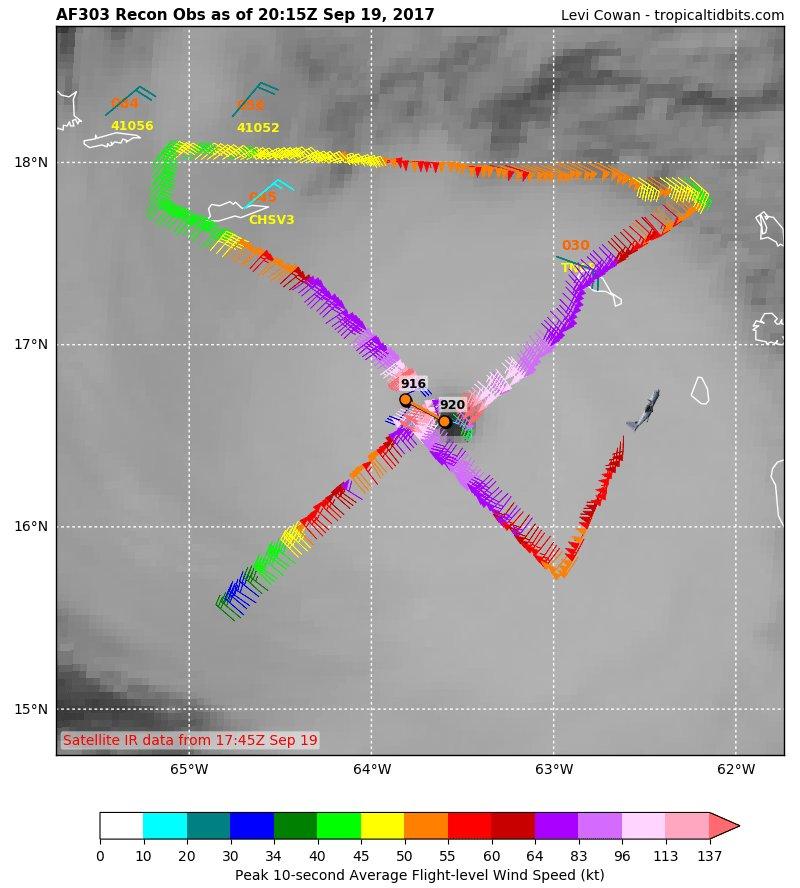 AF303 Recon Obs as of 20:15Z Sep 19, 2017
Levi Cowan - tropicaltidbits.com
41056
41052
18°N
045
CHSV3
030
17°N
916
920
16°N
15°N
Satellite IR data from 17:45Z Sep 19
65°W 64°W 63°W 62°W
0 10 20 30 34 40 45 50 55 60 64 83 96 113 137
Peak 10-second Average Flight-level Wind Speed (kt)